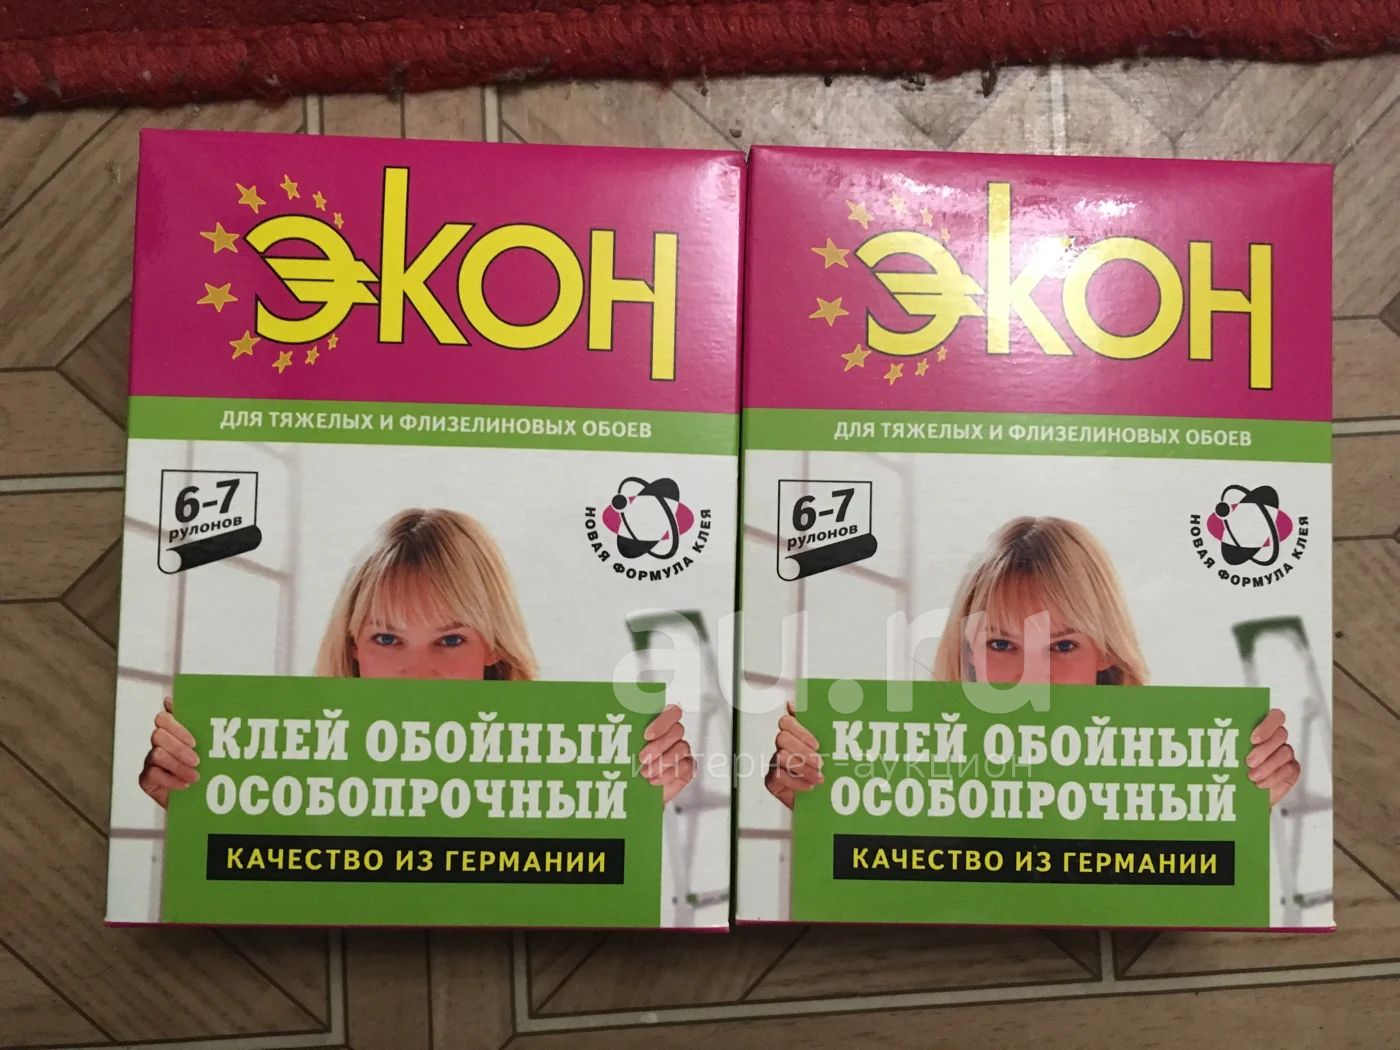 ЭКОН
ДЛЯ ТЯЖЕЛЫХ И ФЛИЗЕЛИНОВЫХ ОБОЕВ
6-7
рулонов
НОВАЯ ФОРМУЛА КЛЕЯ
КЛЕЙ ОБОЙНЫЙ
ОСОБОПРОЧНЫЙ
КАЧЕСТВО ИЗ ГЕРМАНИИ
ЭКОН
ДЛЯ ТЯЖЕЛЫХ И ФЛИЗЕЛИНОВЫХ ОБОЕВ
6-7
рулонов
НОВАЯ ФОРМУЛА КЛЕЯ
КЛЕЙ ОБОЙНЫЙ
ОСОБОПРОЧНЫЙ
КАЧЕСТВО ИЗ ГЕРМАНИИ
au.ru
интернет-аукцион